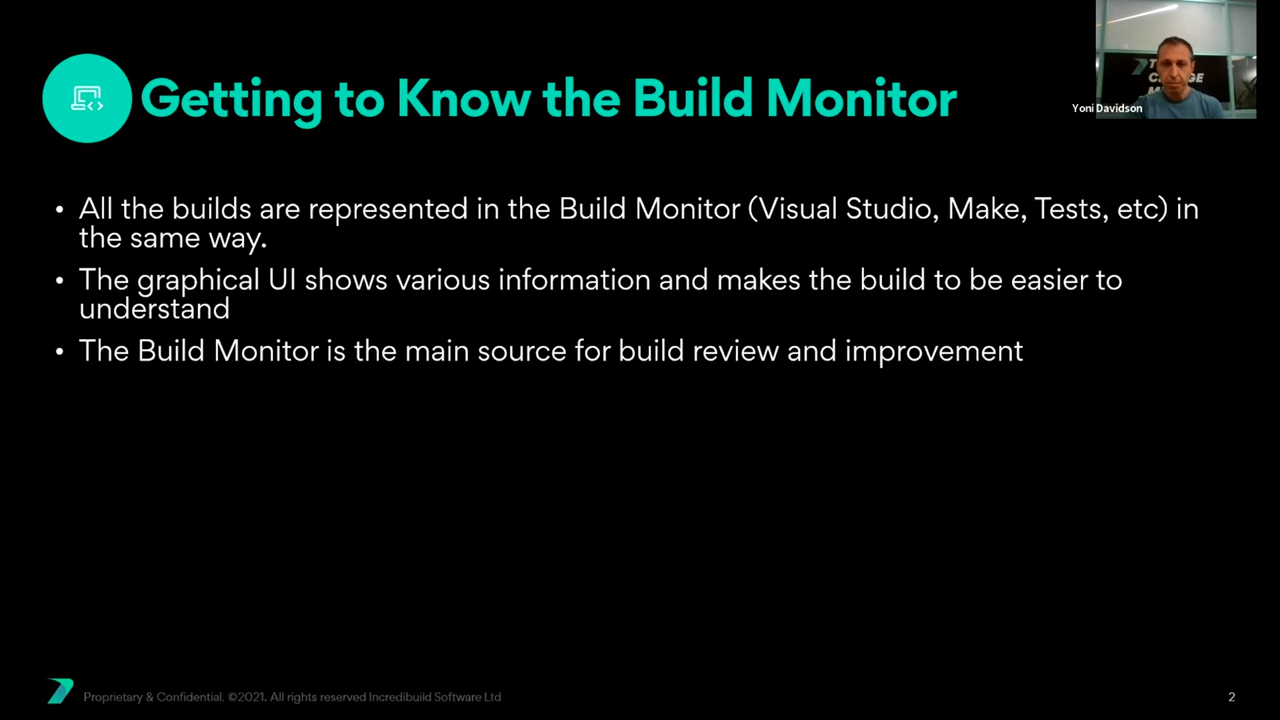 Getting to Know the Build Monitor
Yoni Davidson
• All the builds are represented in the Build Monitor (Visual Studio, Make, Tests, etc) in
the same way.
• The graphical UI shows various information and makes the build to be easier to
understand
• The Build Monitor is the main source for build review and improvement
Proprietary & Confidential. ©2021. All rights reserved Incredibuild Software Ltd
2